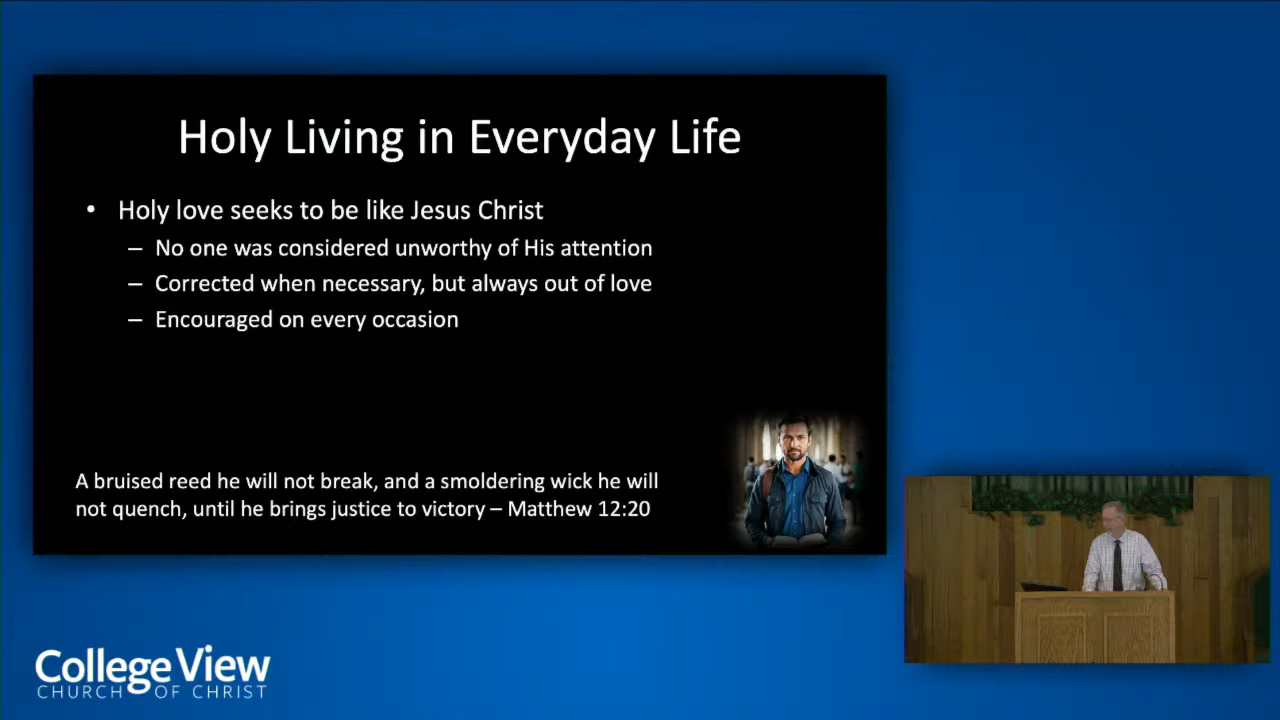 Holy Living in Everyday Life
• Holy love seeks to be like Jesus Christ
– No one was considered unworthy of His attention
– Corrected when necessary, but always out of love
– Encouraged on every occasion
A bruised reed he will not break, and a smoldering wick he will
not quench, until he brings justice to victory – Matthew 12:20
College View
CHURCH OF CHRIST